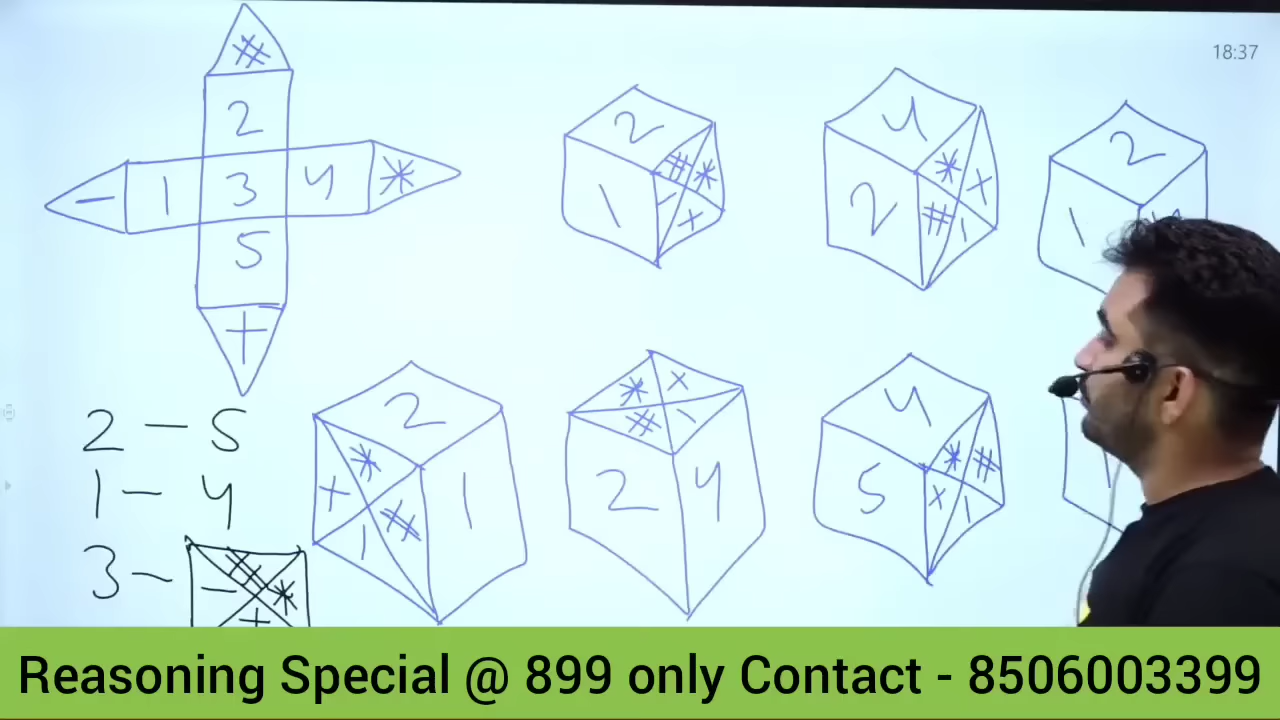 18:37
#
2
- 1 3 4 *
5
+
2
1 # * - +
4
2 * + # -
2
1
2 - 5
1 - 4
3 - # - * +
2
* + # - 1
* + # -
2 4
4
5 * # + -
Reasoning Special @ 899 only Contact - 8506003399